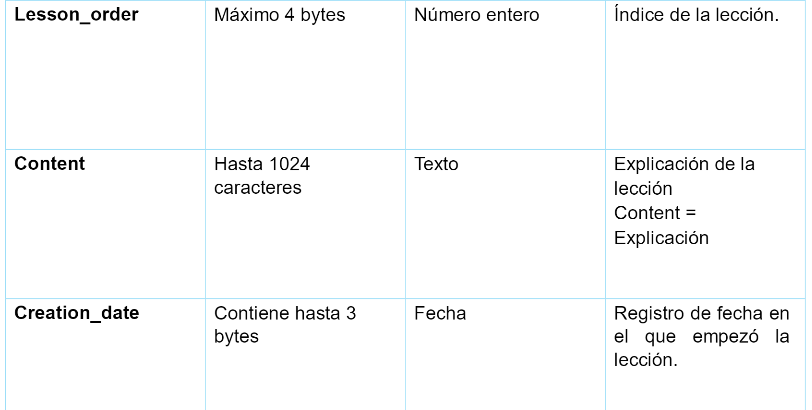 Lesson_order Máximo 4 bytes Número entero Índice de la lección.
Content Hasta 1024 caracteres Texto Explicación de la lección Content = Explicación
Creation_date Contiene hasta 3 bytes Fecha Registro de fecha en el que empezó la lección.